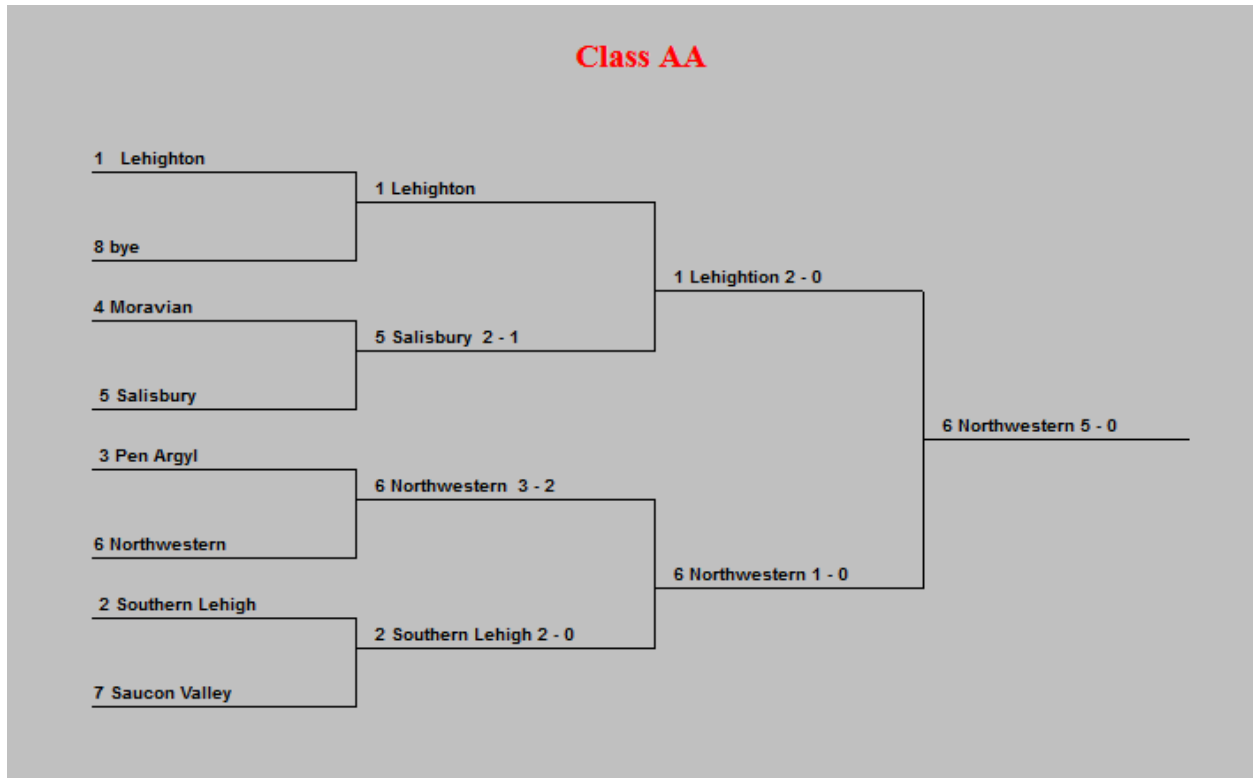 Class AA
1 Lehighton
1 Lehighton
8 bye
1 Lehightion 2 - 0
4 Moravian
5 Salisbury 2 - 1
5 Salisbury
6 Northwestern 5 - 0
3 Pen Argyl
6 Northwestern 3 - 2
6 Northwestern
6 Northwestern 1 - 0
2 Southern Lehigh
2 Southern Lehigh 2 - 0
7 Saucon Valley